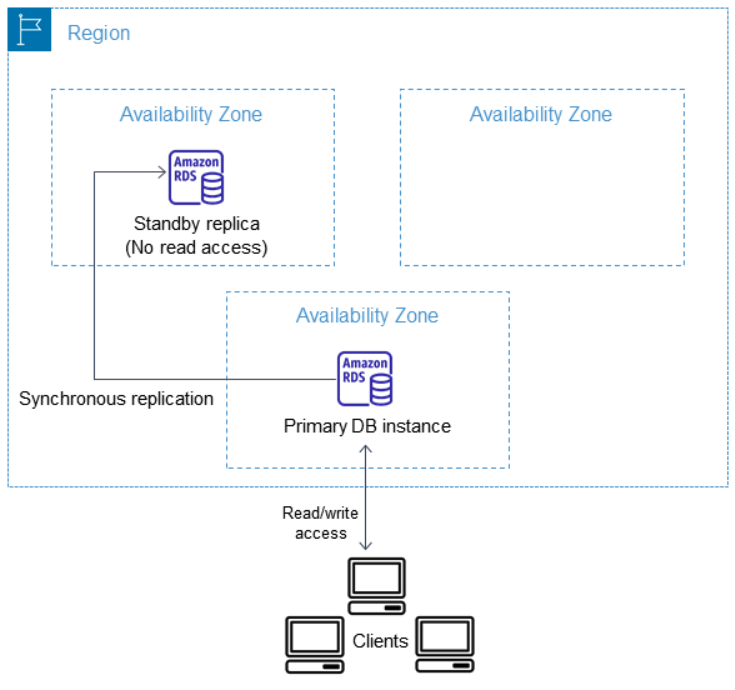 Region
Availability Zone
Availability Zone
Amazon
RDS
Standby replica
(No read access)
Availability Zone
Amazon
RDS
Synchronous replication
Primary DB instance
Read/write
access
Clients